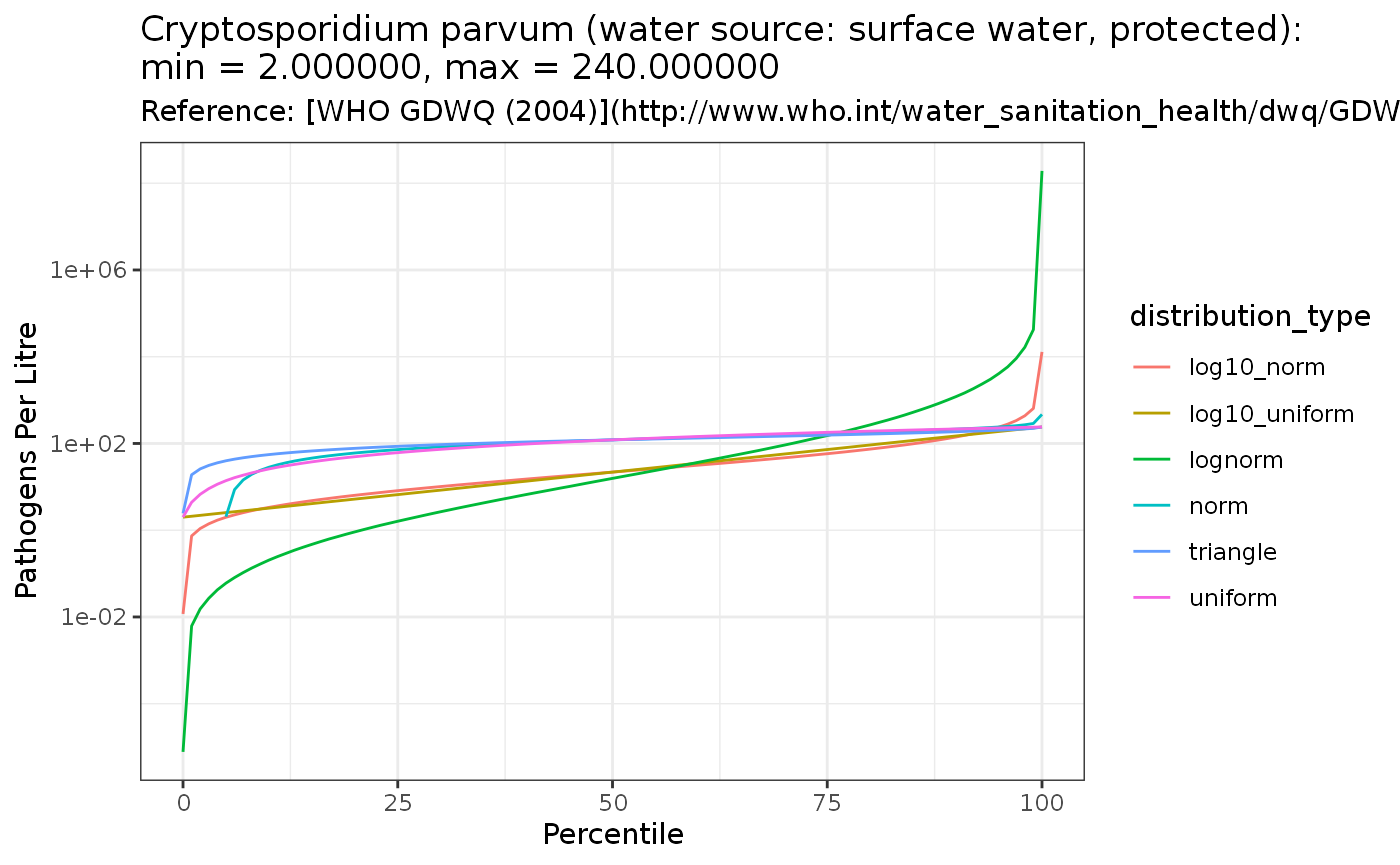 Cryptosporidium parvum (water source: surface water, protected):
min = 2.000000, max = 240.000000
Reference: [WHO GDWQ (2004)](http://www.who.int/water_sanitation_health/dwq/GDW
Pathogens Per Litre
1e+06
1e+02
1e-02
0 25 50 75 100
Percentile
distribution_type
log10_norm
log10_uniform
lognorm
norm
triangle
uniform